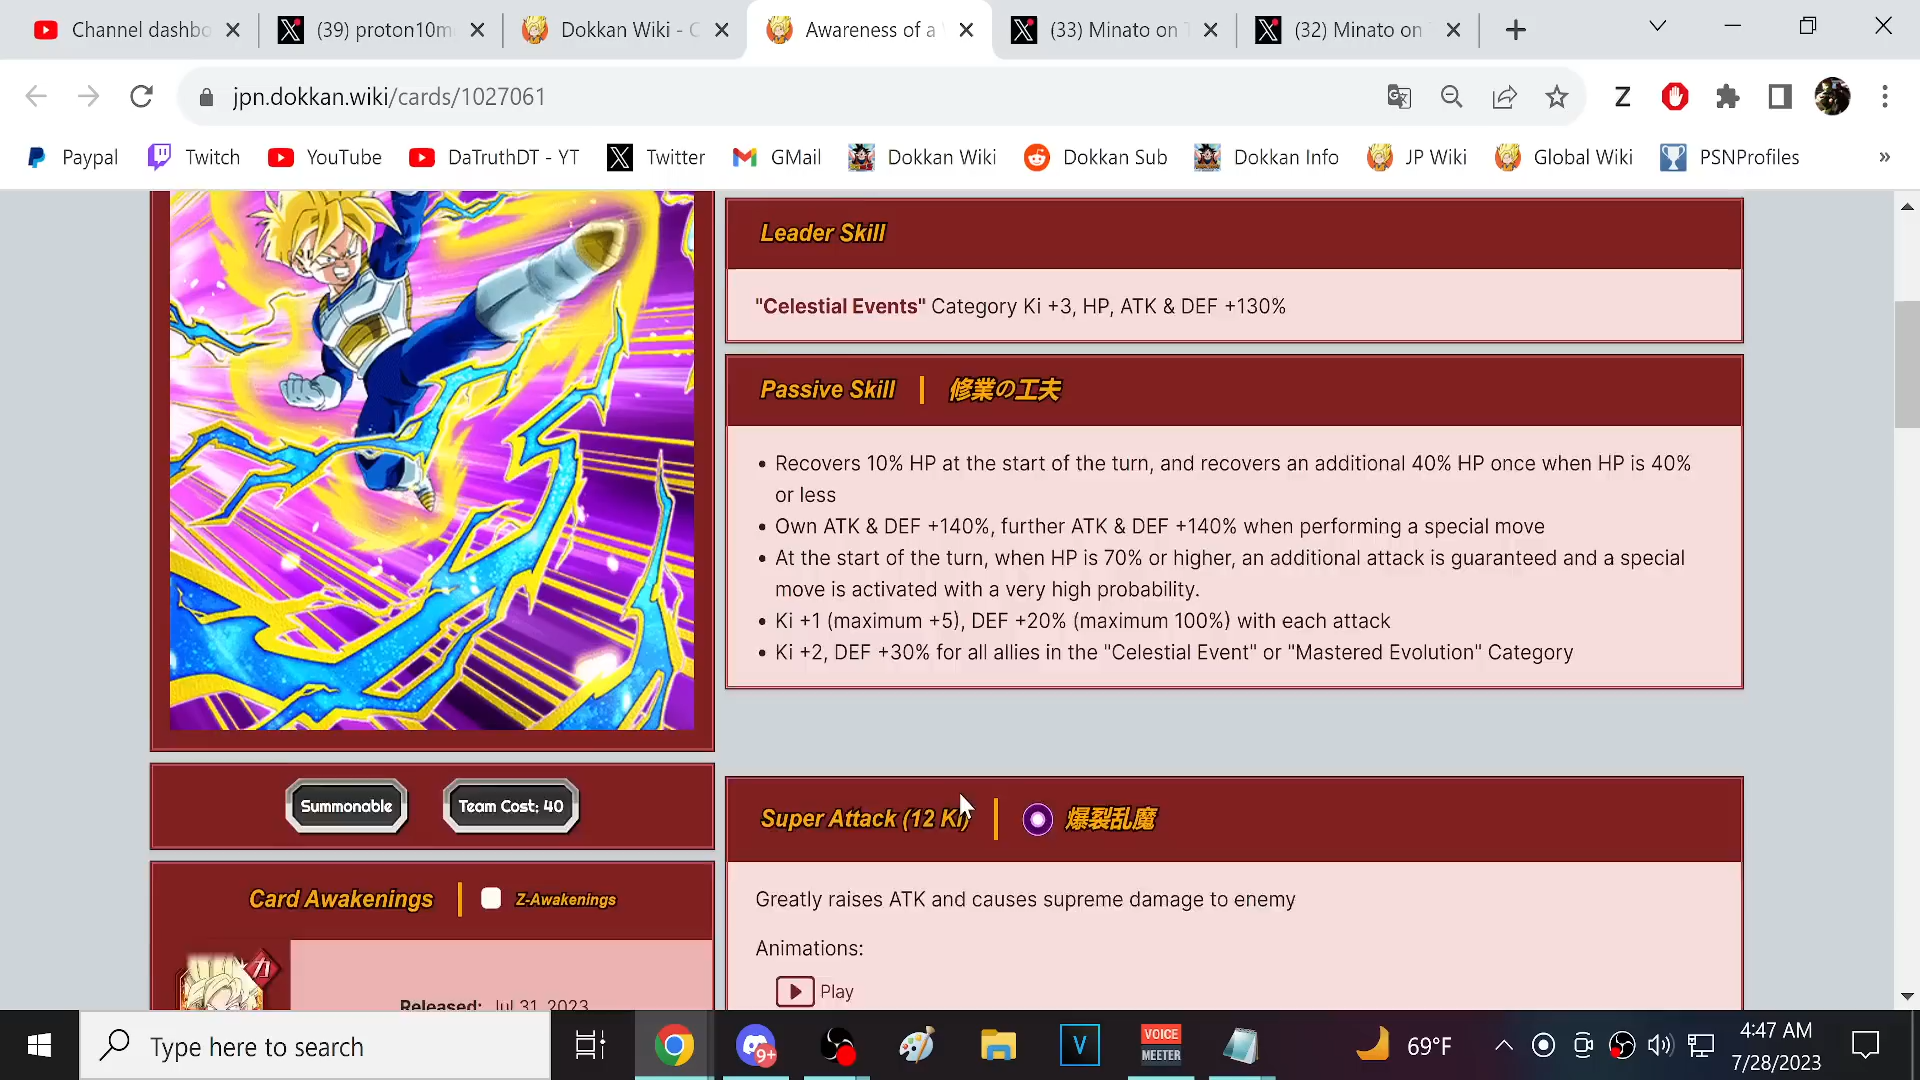 Channel dashbo
(39) proton10m
Dokkan Wiki - C
Awareness of a
(33) Minato on T
(32) Minato on
jpn.dokkan.wiki/cards/1027061
Z
Paypal
Twitch
YouTube
DaTruthDT - YT
Twitter
GMail
Dokkan Wiki
Dokkan Sub
Dokkan Info
JP Wiki
Global Wiki
PSNProfiles
»
Leader Skill
"Celestial Events" Category Ki +3, HP, ATK & DEF +130%
Passive Skill | 修業の工夫
• Recovers 10% HP at the start of the turn, and recovers an additional 40% HP once when HP is 40%
or less
• Own ATK & DEF +140%, further ATK & DEF +140% when performing a special move
• At the start of the turn, when HP is 70% or higher, an additional attack is guaranteed and a special
move is activated with a very high probability.
• Ki +1 (maximum +5), DEF +20% (maximum 100%) with each attack
• Ki +2, DEF +30% for all allies in the "Celestial Event" or "Mastered Evolution" Category
Summonable
Team Cost: 40
Super Attack (12 Ki) | 爆裂乱魔
Greatly raises ATK and causes supreme damage to enemy
Animations:
Play
Card Awakenings | Z-Awakenings
力
Released: Jul 31, 2023
Type here to search
9+
V
VOICE
MEETER
69°F
4:47 AM
7/28/2023